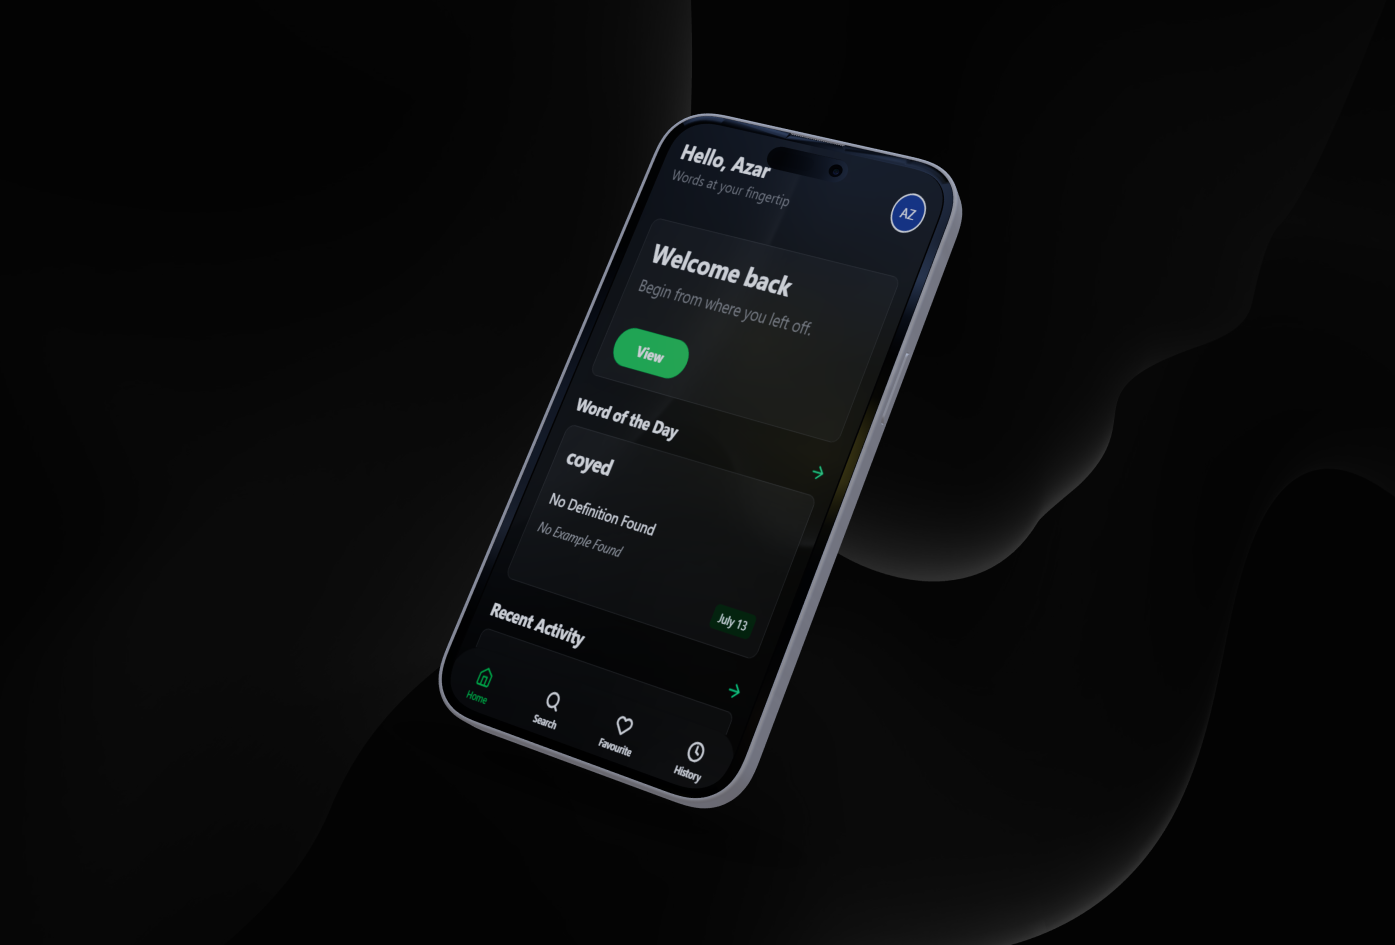 Hello, Azar
Words at your fingertip
AZ
Welcome back
Begin from where you left off.
View
Word of the Day
coyed
No Definition Found
No Example Found
July 13
Recent Activity
Home
Search
Favourite
History